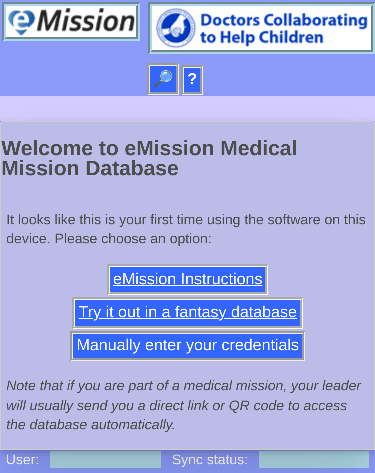 eMission
Doctors Collaborating
to Help Children
?
Welcome to eMission Medical
Mission Database
It looks like this is your first time using the software on this
device. Please choose an option:
eMission Instructions
Try it out in a fantasy database
Manually enter your credentials
Note that if you are part of a medical mission, your leader
will usually send you a direct link or QR code to access
the database automatically.
User: Sync status: